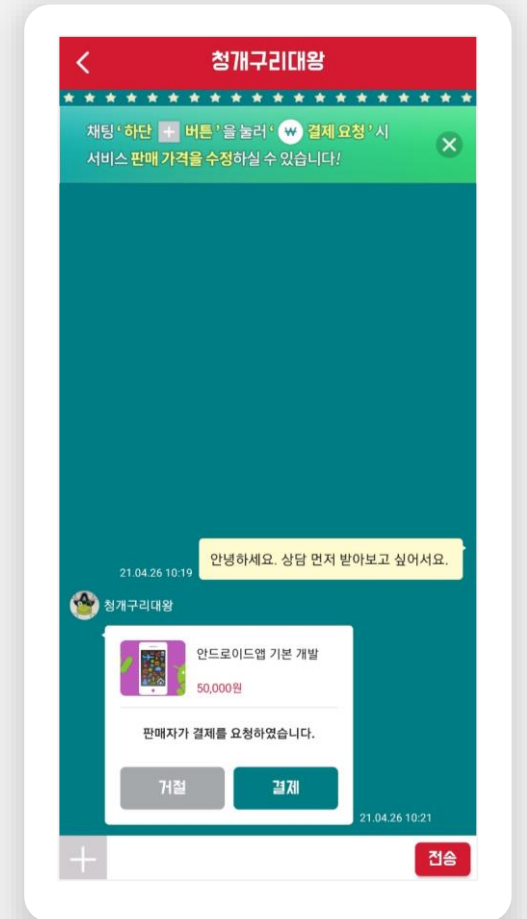 청개구리대왕
채팅 ' 하단 + 버튼 ' 을 눌러 ' ₩ 결제 요청 ' 시
서비스 판매 가격을 수정하실 수 있습니다!
안녕하세요. 상담 먼저 받아보고 싶어서요.
21.04.26 10:19
청개구리대왕
안드로이드앱 기본 개발
50,000원
판매자가 결제를 요청하였습니다.
거절 결제
21.04.26 10:21
전송